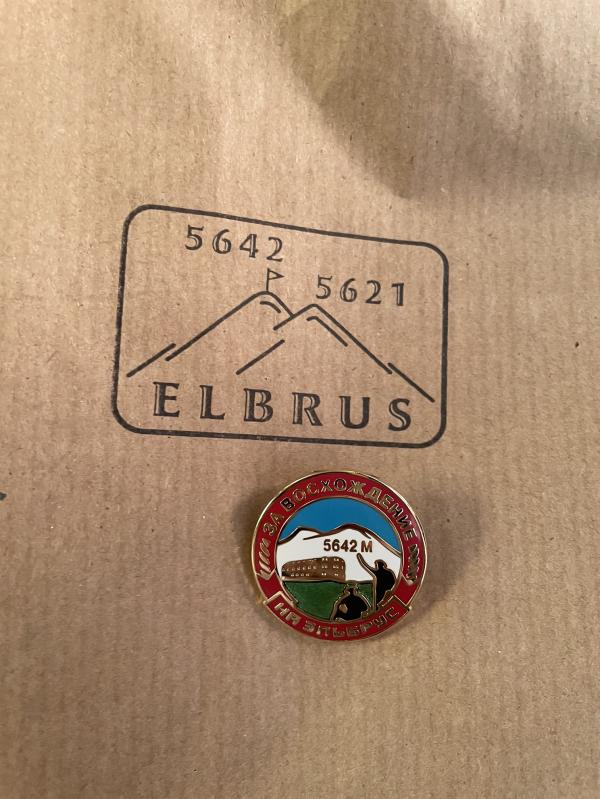 5642
5621
ELBRUS
ЗА ВОСХОЖДЕНИЕ
5642 М
НА ЭЛЬБРУС